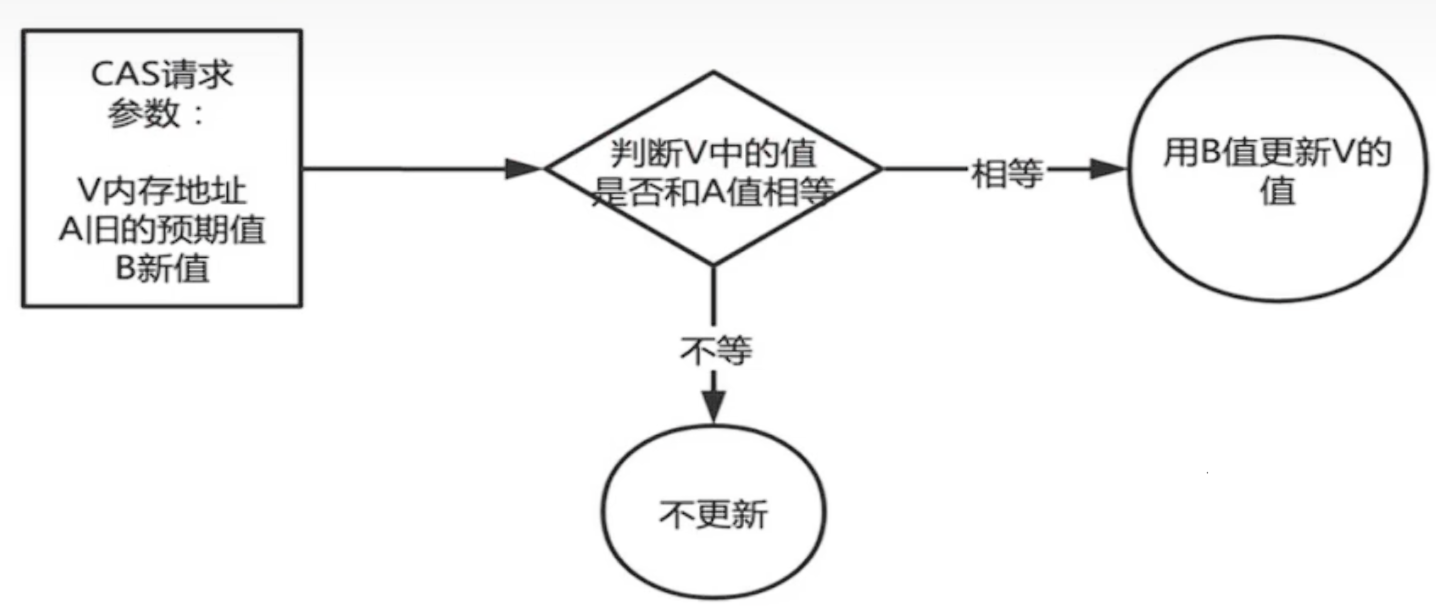 CAS请求
参数：
V内存地址
A旧的预期值
B新值
判断V中的值
是否和A值相等
相等
用B值更新V的
值
不等
不更新